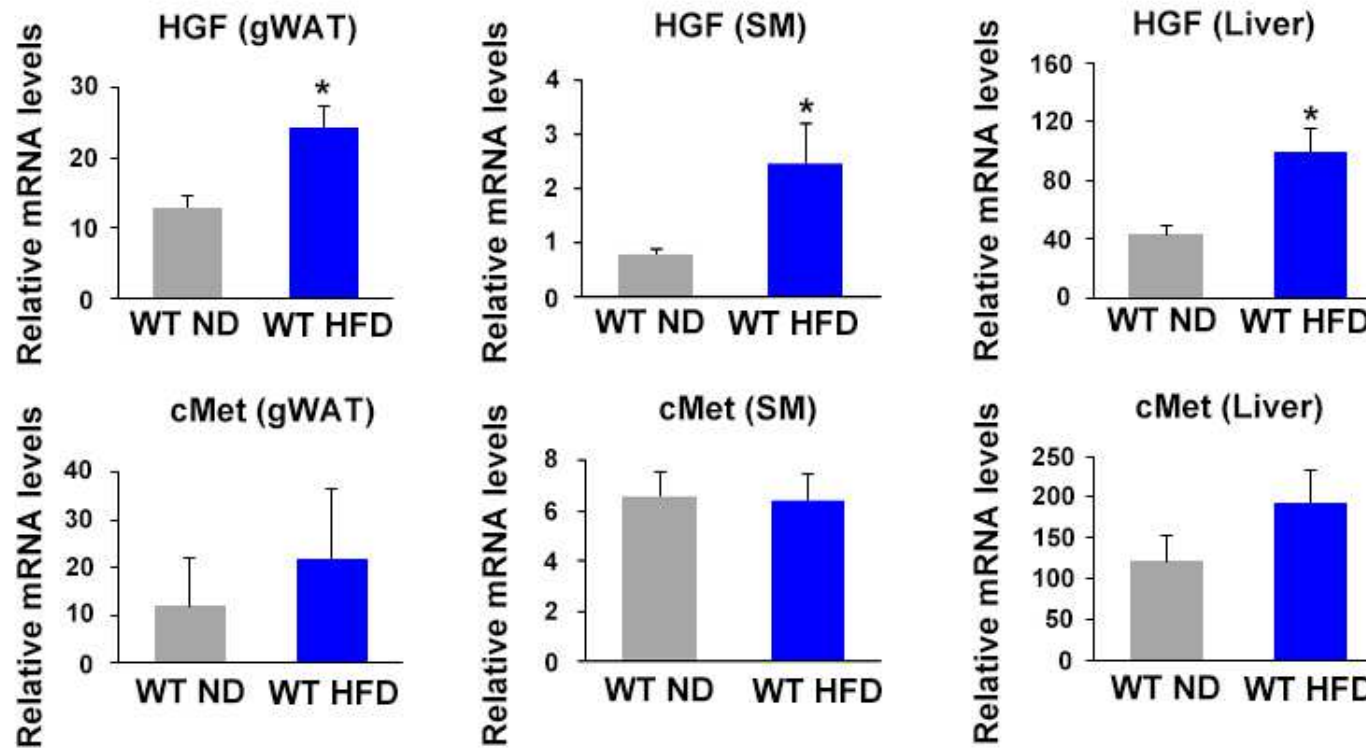 HGF (gWAT)
Relative mRNA levels
30
20
10
0
*
WT ND WT HFD
HGF (SM)
Relative mRNA levels
4
3
2
1
0
*
WT ND WT HFD
HGF (Liver)
Relative mRNA levels
160
120
80
40
0
*
WT ND WT HFD
cMet (gWAT)
Relative mRNA levels
40
30
20
10
0
WT ND WT HFD
cMet (SM)
Relative mRNA levels
8
6
4
2
0
WT ND WT HFD
cMet (Liver)
Relative mRNA levels
250
200
150
100
50
0
WT ND WT HFD